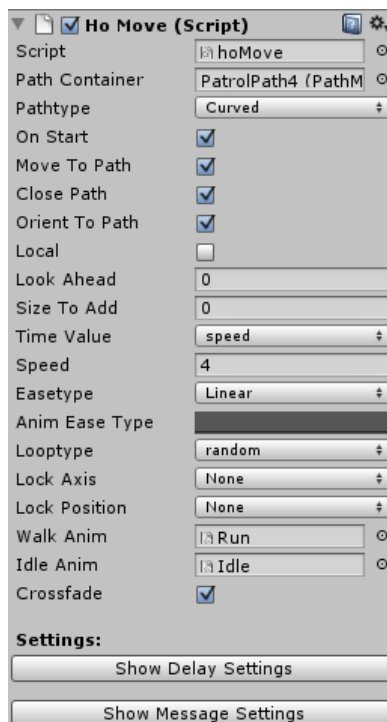 Ho Move (Script)
Script hoMove
Path Container PatrolPath4 (PathM
Pathtype Curved
On Start
Move To Path
Close Path
Orient To Path
Local
Look Ahead 0
Size To Add 0
Time Value speed
Speed 4
Easetype Linear
Anim Ease Type
Looptype random
Lock Axis None
Lock Position None
Walk Anim Run
Idle Anim Idle
Crossfade
Settings:
Show Delay Settings
Show Message Settings